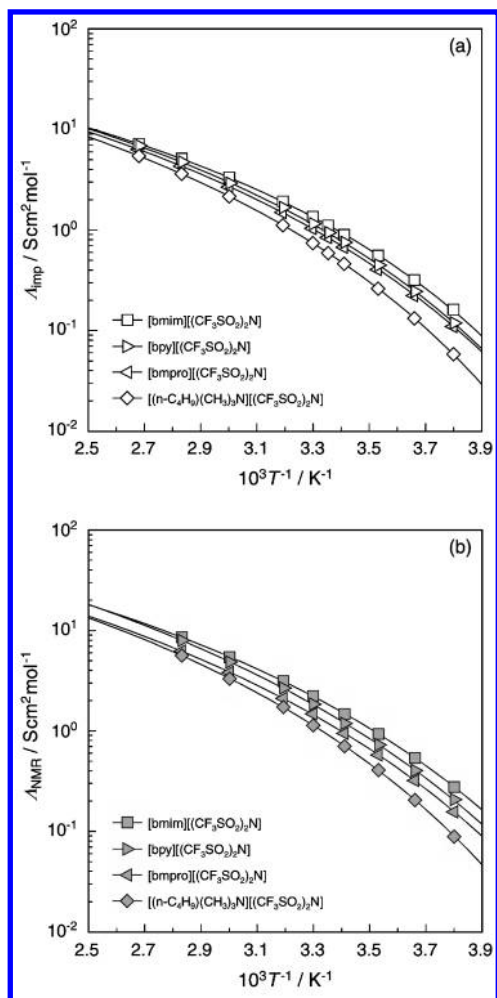 (a)
10²
10¹
10⁰
10⁻¹
10⁻²
Λimp / Scm²mol⁻¹
[bmim][(CF₃SO₂)₂N]
[bpy][(CF₃SO₂)₂N]
[bmpro][(CF₃SO₂)₂N]
[(n-C₄H₉)(CH₃)₃N][(CF₃SO₂)₂N]
2.5 2.7 2.9 3.1 3.3 3.5 3.7 3.9
10³T⁻¹ / K⁻¹
(b)
10²
10¹
10⁰
10⁻¹
10⁻²
ΛNMR / Scm²mol⁻¹
[bmim][(CF₃SO₂)₂N]
[bpy][(CF₃SO₂)₂N]
[bmpro][(CF₃SO₂)₂N]
[(n-C₄H₉)(CH₃)₃N][(CF₃SO₂)₂N]
2.5 2.7 2.9 3.1 3.3 3.5 3.7 3.9
10³T⁻¹ / K⁻¹